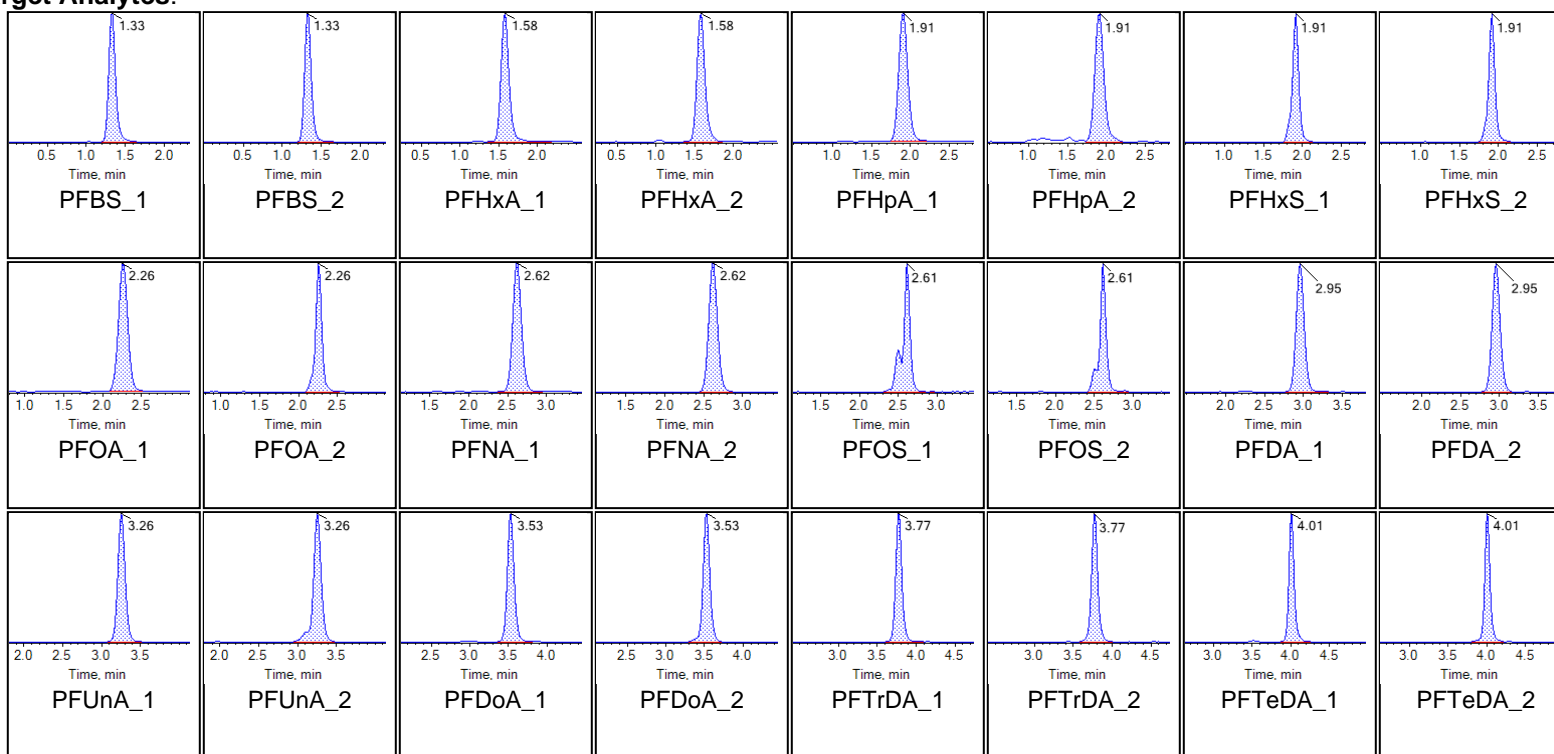 rget Analytes:
1.33 1.33 1.58 1.58 1.91 1.91 1.91 1.91
0.5 1.0 1.5 2.0 0.5 1.0 1.5 2.0 0.5 1.0 1.5 2.0 0.5 1.0 1.5 2.0 1.0 1.5 2.0 2.5 1.0 1.5 2.0 2.5 1.0 1.5 2.0 2.5 1.0 1.5 2.0 2.5
Time, min Time, min Time, min Time, min Time, min Time, min Time, min Time, min
PFBS_1 PFBS_2 PFHxA_1 PFHxA_2 PFHpA_1 PFHpA_2 PFHxS_1 PFHxS_2
2.26 2.26 2.62 2.62 2.61 2.61 2.95 2.95
1.0 1.5 2.0 2.5 1.0 1.5 2.0 2.5 1.5 2.0 2.5 3.0 1.5 2.0 2.5 3.0 1.5 2.0 2.5 3.0 1.5 2.0 2.5 3.0 2.0 2.5 3.0 3.5 2.0 2.5 3.0 3.5
Time, min Time, min Time, min Time, min Time, min Time, min Time, min Time, min
PFOA_1 PFOA_2 PFNA_1 PFNA_2 PFOS_1 PFOS_2 PFDA_1 PFDA_2
3.26 3.26 3.53 3.53 3.77 3.77 4.01 4.01
2.0 2.5 3.0 3.5 2.0 2.5 3.0 3.5 2.5 3.0 3.5 4.0 2.5 3.0 3.5 4.0 3.0 3.5 4.0 4.5 3.0 3.5 4.0 4.5 3.0 3.5 4.0 4.5 3.0 3.5 4.0 4.5
Time, min Time, min Time, min Time, min Time, min Time, min Time, min Time, min
PFUnA_1 PFUnA_2 PFDoA_1 PFDoA_2 PFTrDA_1 PFTrDA_2 PFTeDA_1 PFTeDA_2